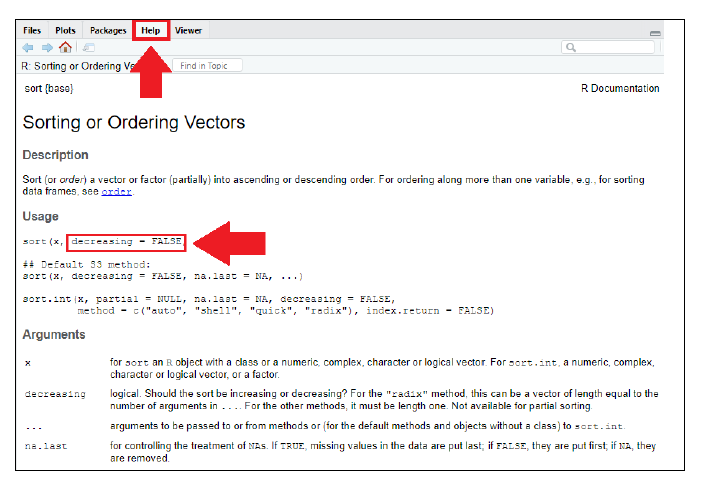 Files Plots Packages Help Viewer
R: Sorting or Ordering Ve Find in Topic
sort {base} R Documentation
Sorting or Ordering Vectors
Description
Sort (or order) a vector or factor (partially) into ascending or descending order. For ordering along more than one variable, e.g., for sorting
data frames, see order.
Usage
sort(x, decreasing = FALSE
## Default S3 method:
sort(x, decreasing = FALSE, na.last = NA, ...)
sort.int(x, partial = NULL, na.last = NA, decreasing = FALSE,
method = c("auto", "shell", "quick", "radix"), index.return = FALSE)
Arguments
x for sort an R object with a class or a numeric, complex, character or logical vector. For sort.int, a numeric, complex,
character or logical vector, or a factor.
decreasing logical. Should the sort be increasing or decreasing? For the "radix" method, this can be a vector of length equal to the
number of arguments in .... For the other methods, it must be length one. Not available for partial sorting.
... arguments to be passed to or from methods or (for the default methods and objects without a class) to sort.int.
na.last for controlling the treatment of NAs. If TRUE, missing values in the data are put last; if FALSE, they are put first; if NA, they
are removed.